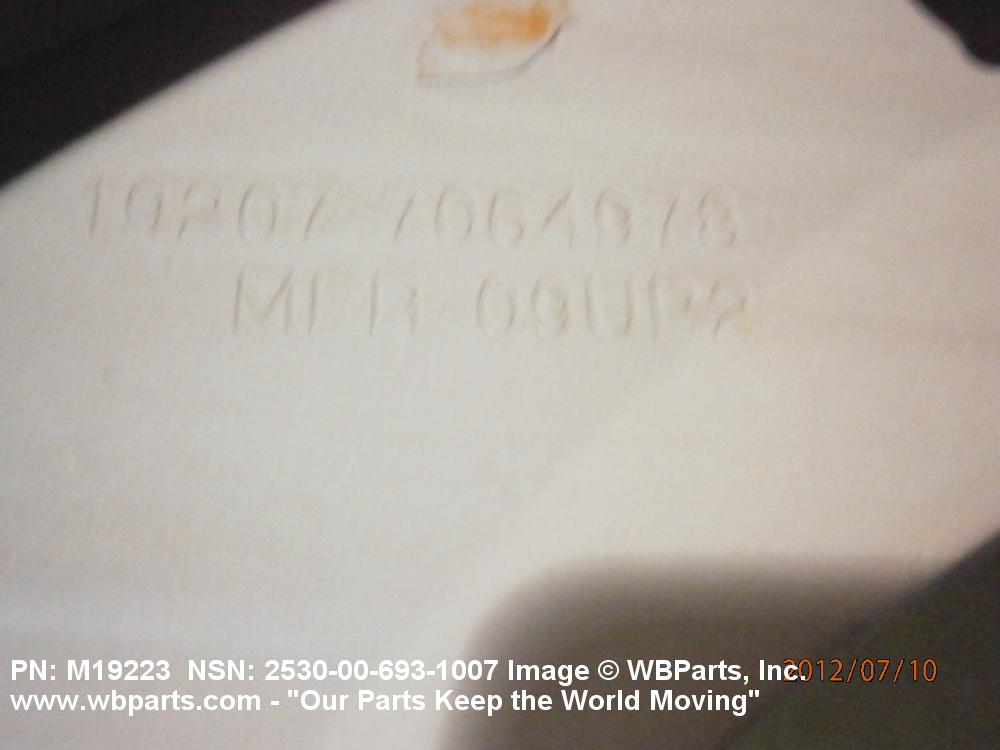 19207-7064978
MFR-09UP2
PN: M19223 NSN: 2530-00-693-1007 Image © WBParts, Inc.
2012/07/10
www.wbparts.com - "Our Parts Keep the World Moving"